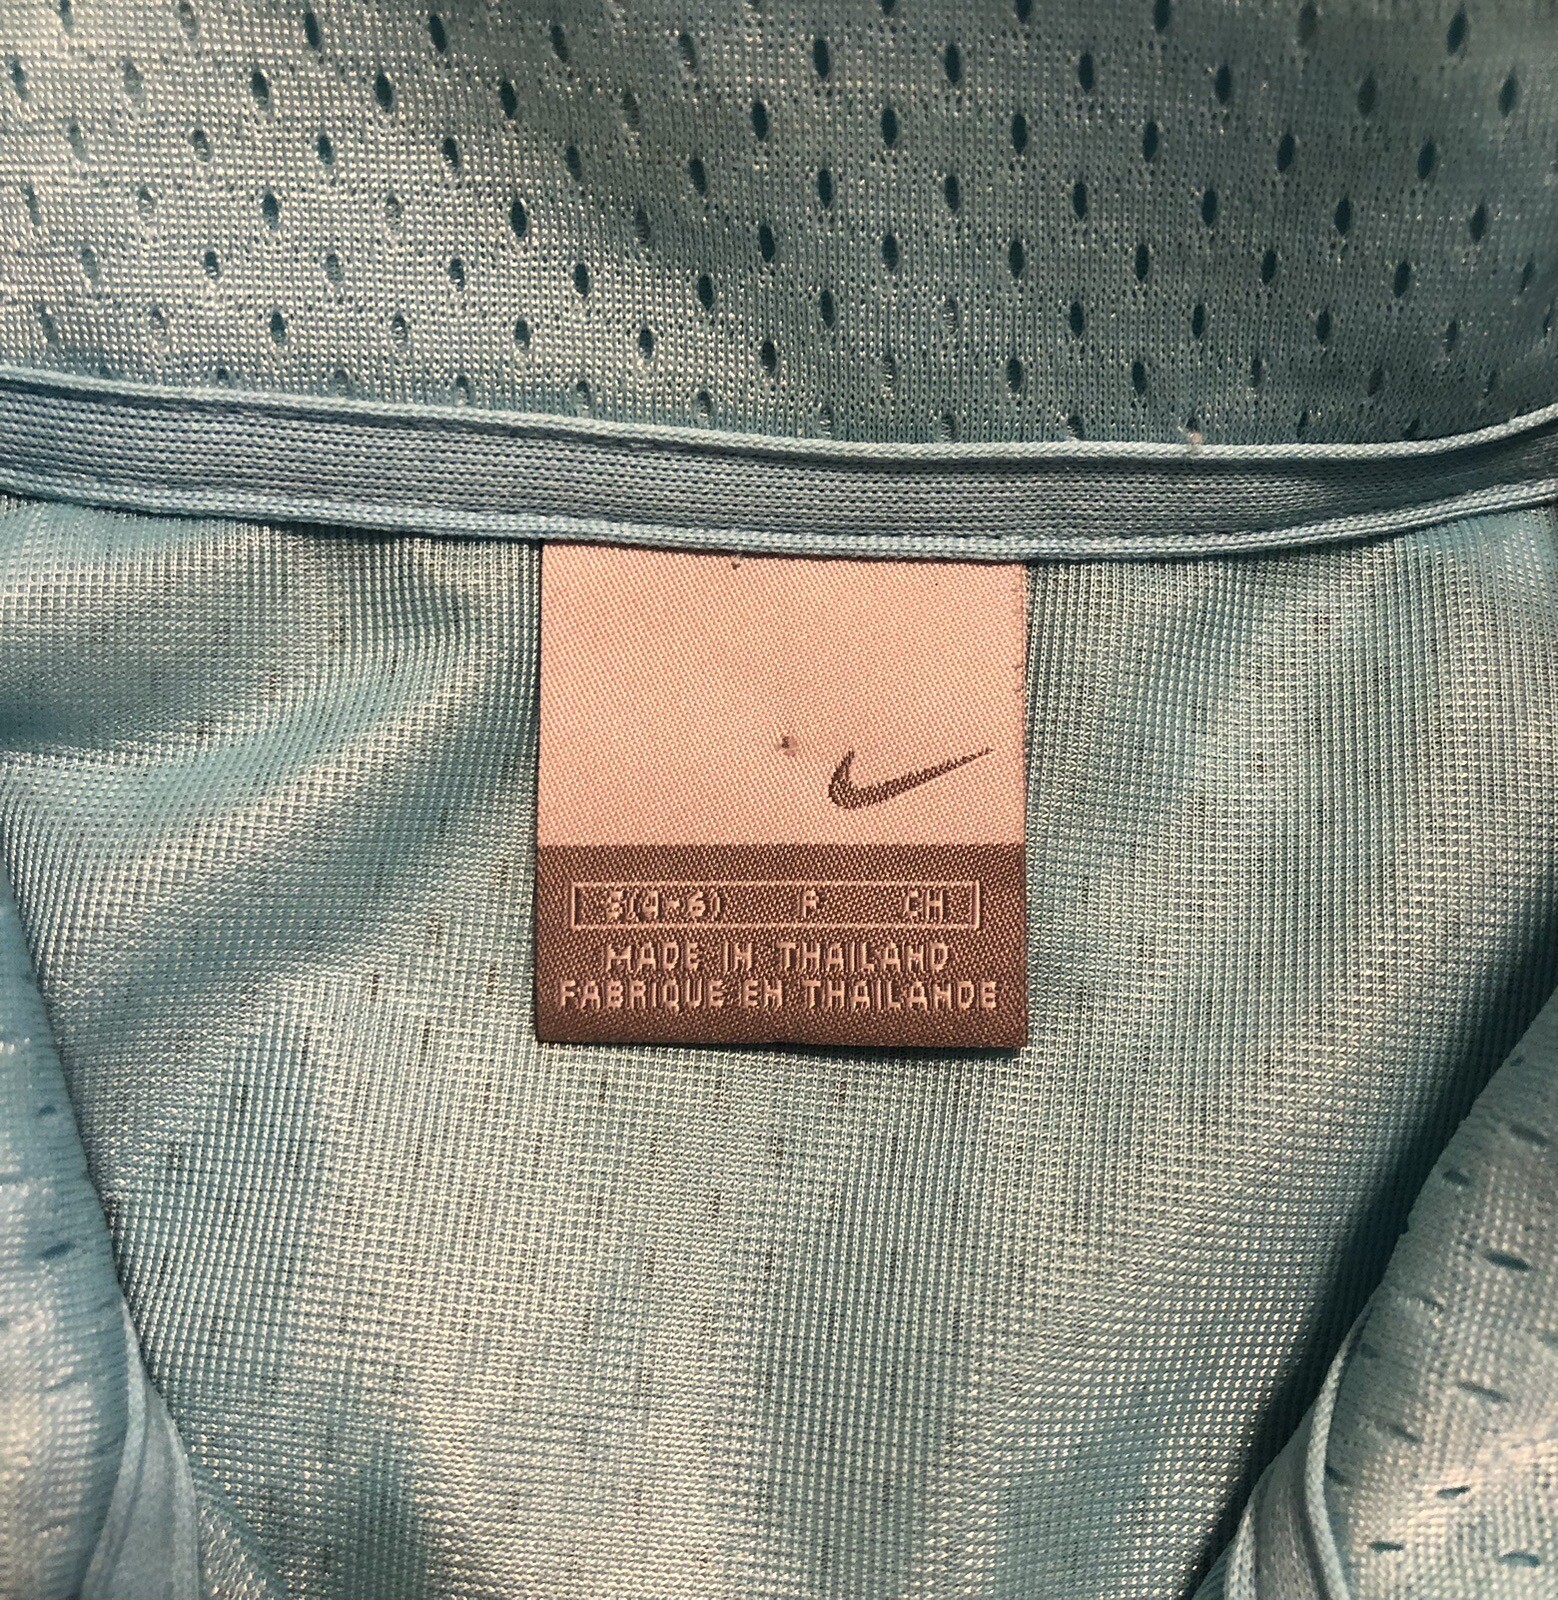 S(4-6) P CH
MADE IN THAILAND
FABRIQUE EN THAILANDE